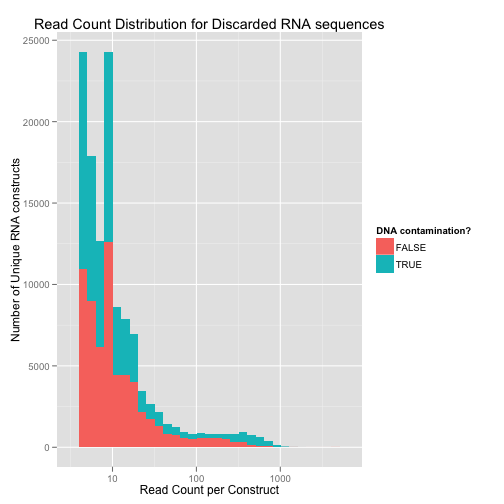 Read Count Distribution for Discarded RNA sequences
25000
20000
15000
10000
5000
0
Number of Unique RNA constructs
10
100
1000
Read Count per Construct
DNA contamination?
FALSE
TRUE